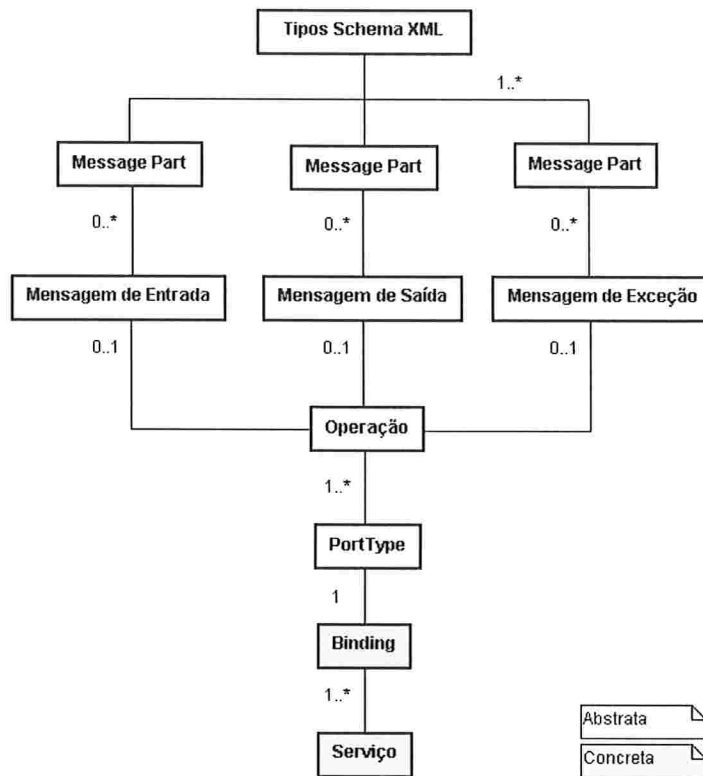 Tipos Schema XML
1..*
Message Part
Message Part
Message Part
0..*
0..*
0..*
Mensagem de Entrada
Mensagem de Saída
Mensagem de Exceção
0..1
0..1
0..1
Operação
1..*
PortType
1
Binding
1..*
Serviço
Abstrata
Concreta